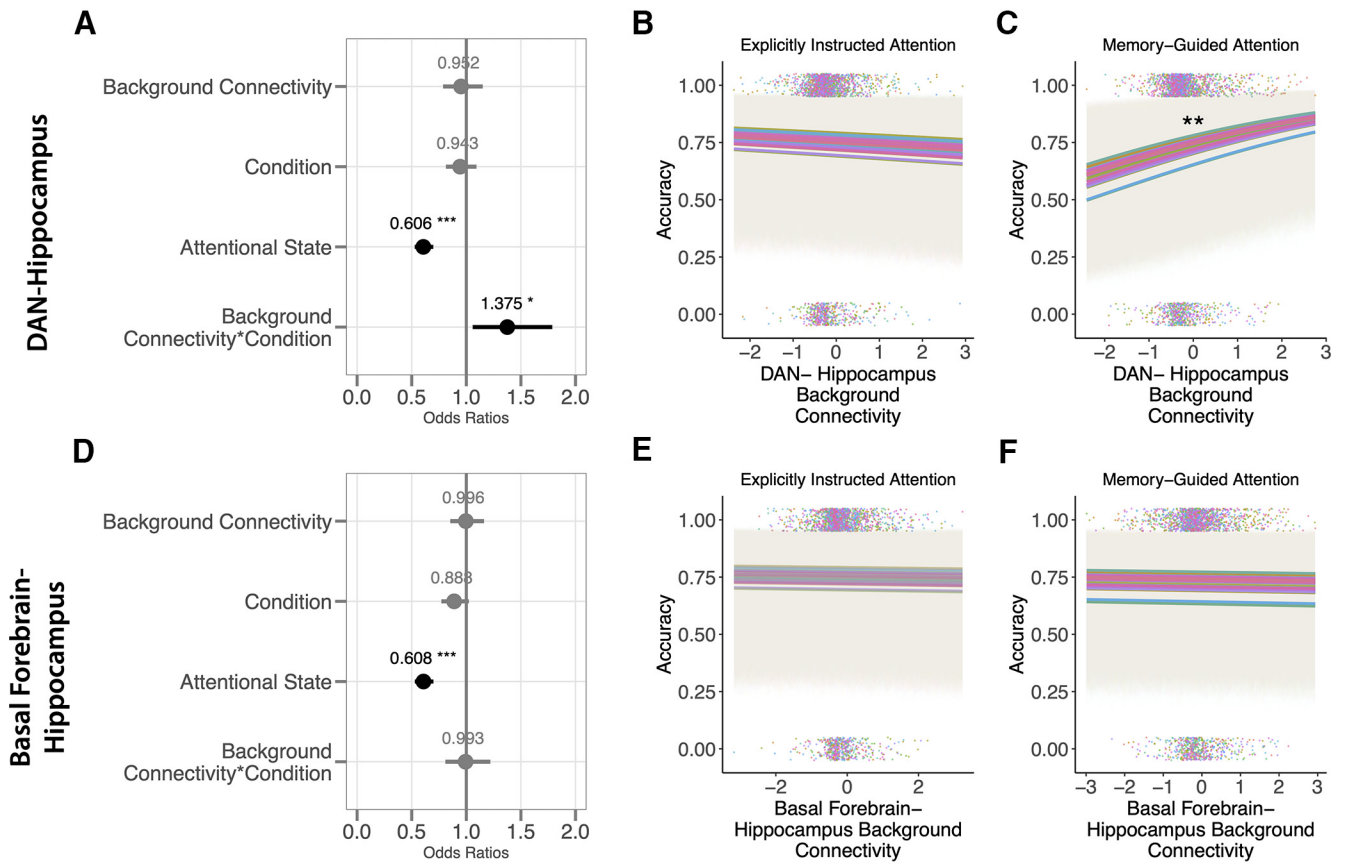 A
DAN-Hippocampus
Background Connectivity
Condition
Attentional State
Background
Connectivity*Condition
0.952
0.943
0.606 ***
1.375 *
0.0 0.5 1.0 1.5 2.0
Odds Ratios
B
Explicitly Instructed Attention
Accuracy
1.00
0.75
0.50
0.25
0.00
−2 −1 0 1 2 3
DAN− Hippocampus
Background
Connectivity
C
Memory−Guided Attention
Accuracy
1.00
0.75
0.50
0.25
0.00
**
−2 −1 0 1 2 3
DAN− Hippocampus
Background
Connectivity
D
Basal Forebrain-
Hippocampus
Background Connectivity
Condition
Attentional State
Background
Connectivity*Condition
0.996
0.888
0.608 ***
0.993
0.0 0.5 1.0 1.5 2.0
Odds Ratios
E
Explicitly Instructed Attention
Accuracy
1.00
0.75
0.50
0.25
0.00
−2 0 2
Basal Forebrain−
Hippocampus Background
Connectivity
F
Memory−Guided Attention
Accuracy
1.00
0.75
0.50
0.25
0.00
−3 −2 −1 0 1 2 3
Basal Forebrain−
Hippocampus Background
Connectivity